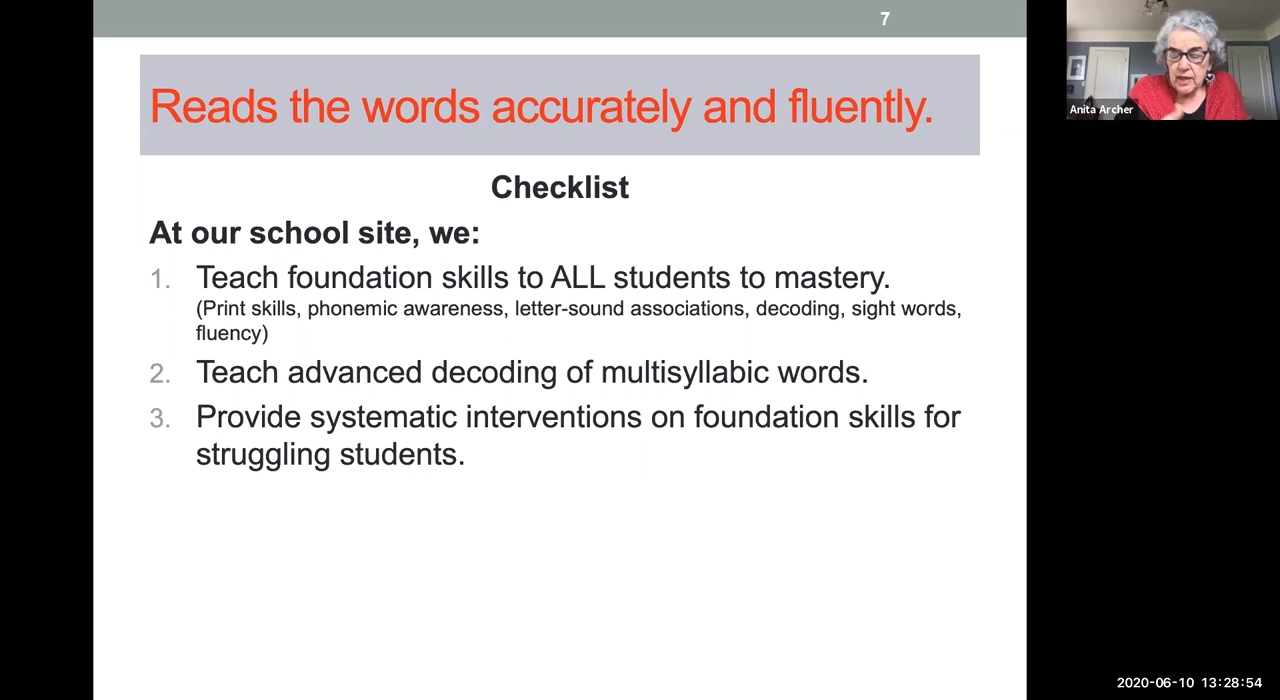 7
Anita Archer
Reads the words accurately and fluently.
Checklist
At our school site, we:
1. Teach foundation skills to ALL students to mastery.
(Print skills, phonemic awareness, letter-sound associations, decoding, sight words,
fluency)
2. Teach advanced decoding of multisyllabic words.
3. Provide systematic interventions on foundation skills for
struggling students.
2020-06-10 13:28:54